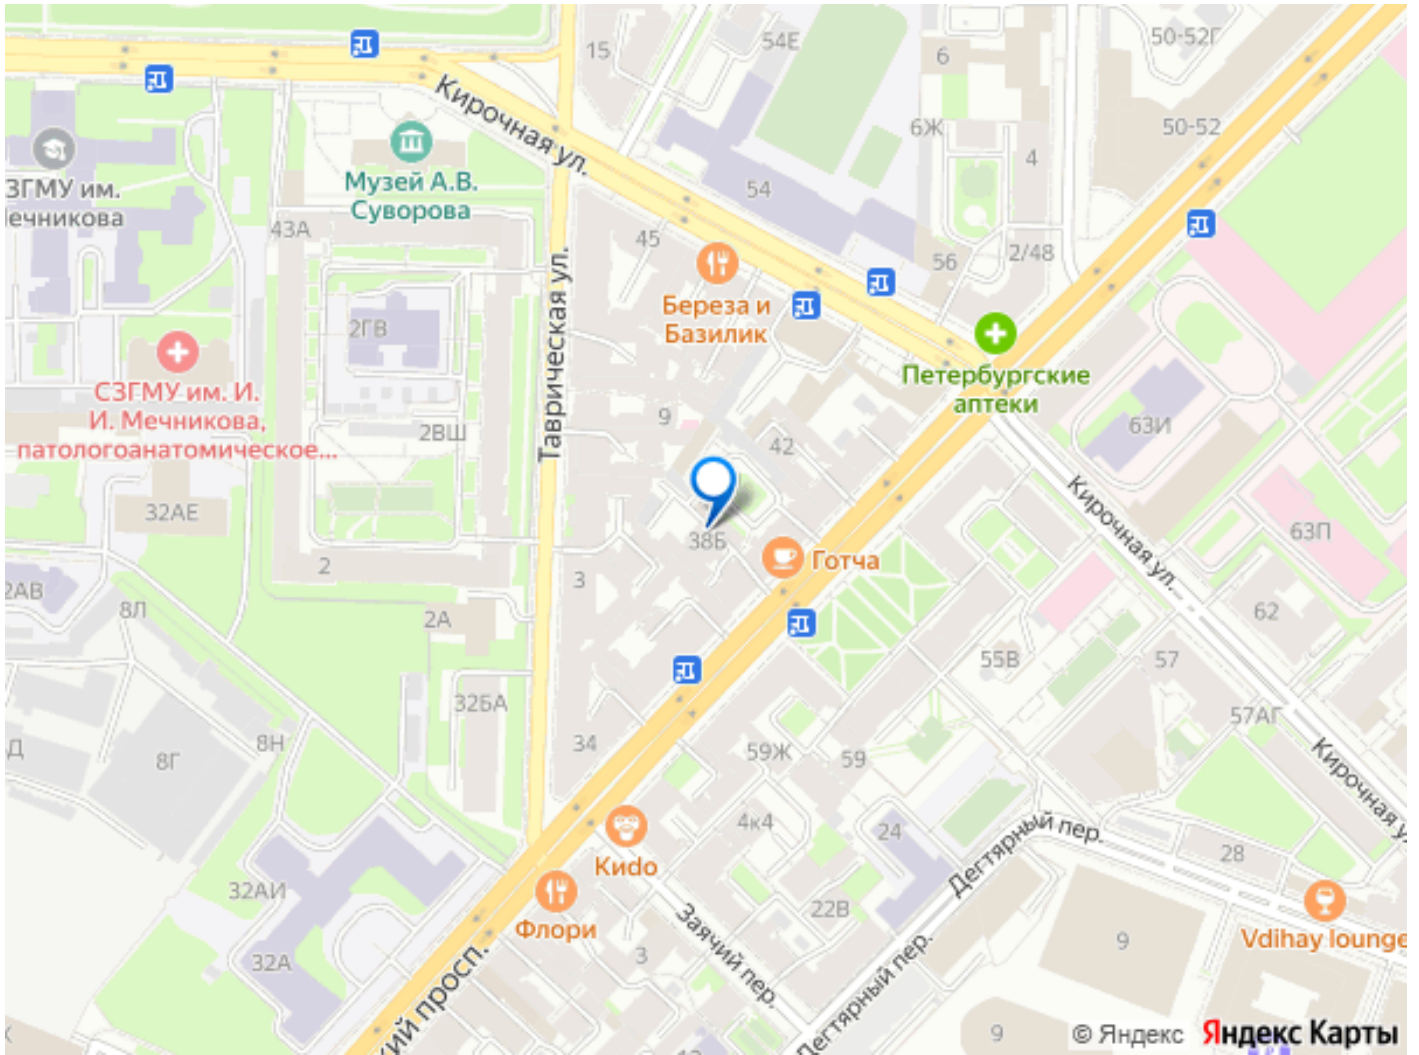 15
54Е
6
50-52Г
Кирочная ул.
6Ж
50-52
4
Музей А.В.
Суворова
ЗГМУ им.
ечникова
54
43А
45
56
2/48
Таврическая ул.
Береза и
Базилик
2ГВ
СЗГМУ им. И.
И. Мечникова,
патологоанатомическое...
Петербургские
аптеки
9
2ВШ
42
63И
32АЕ
38Б
Готча
Кирочная ул.
63П
2
3
2АВ
8Л
2А
62
55В
57
32БА
57АГ
Д
8Г
8Н
34
59Ж
59
Кирочная у
4к4
24
Дегтярный пер.
28
Кидо
32АИ
Флори
22В
Заячий пер.
9
Vdihay lounge
32А
3
кий просп.
Дегтярный пер.
9
© Яндекс
Яндекс Карты